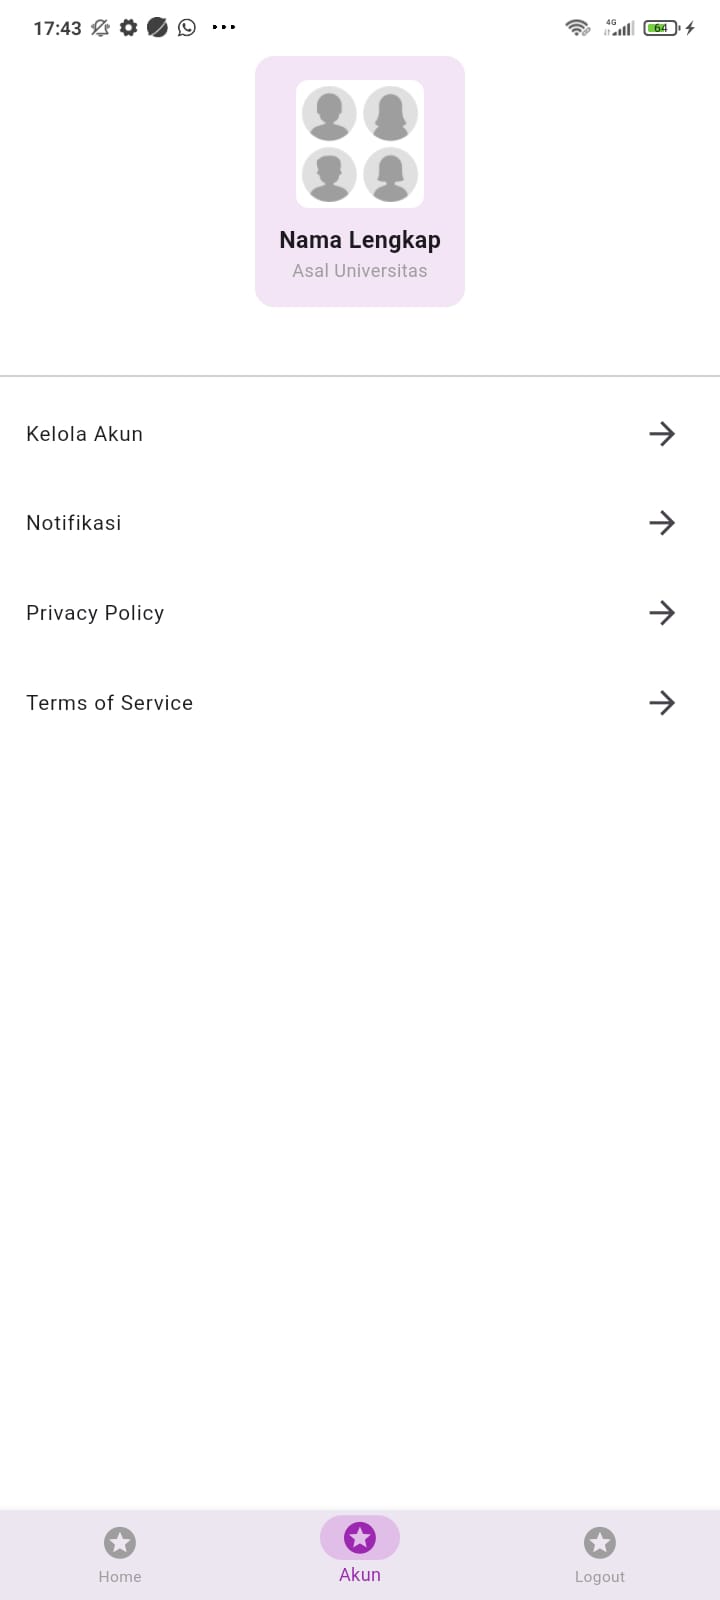 17:43
4G
64
Nama Lengkap
Asal Universitas
Kelola Akun
Notifikasi
Privacy Policy
Terms of Service
Home
Akun
Logout